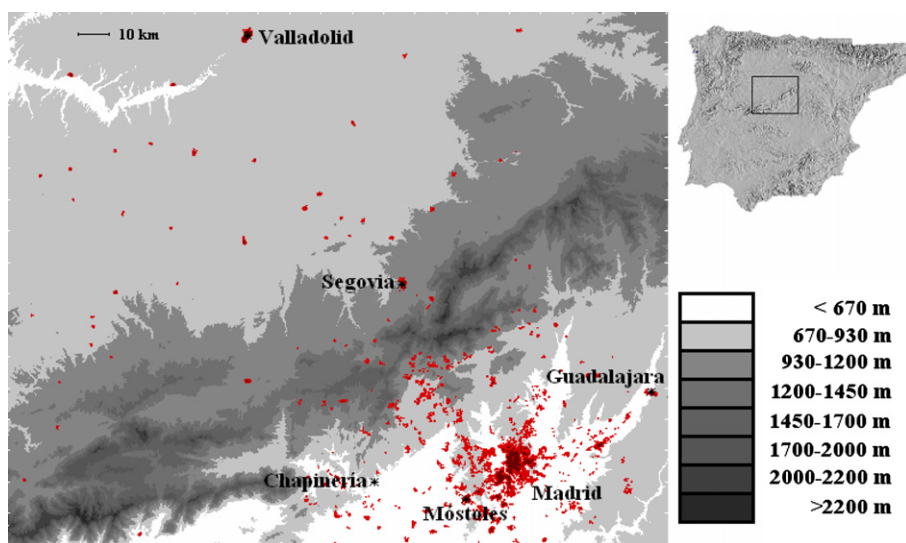 10 km
Valladolid
Segovia
Guadalajara
Chapinería
Madrid
Móstoles
< 670 m
670-930 m
930-1200 m
1200-1450 m
1450-1700 m
1700-2000 m
2000-2200 m
>2200 m